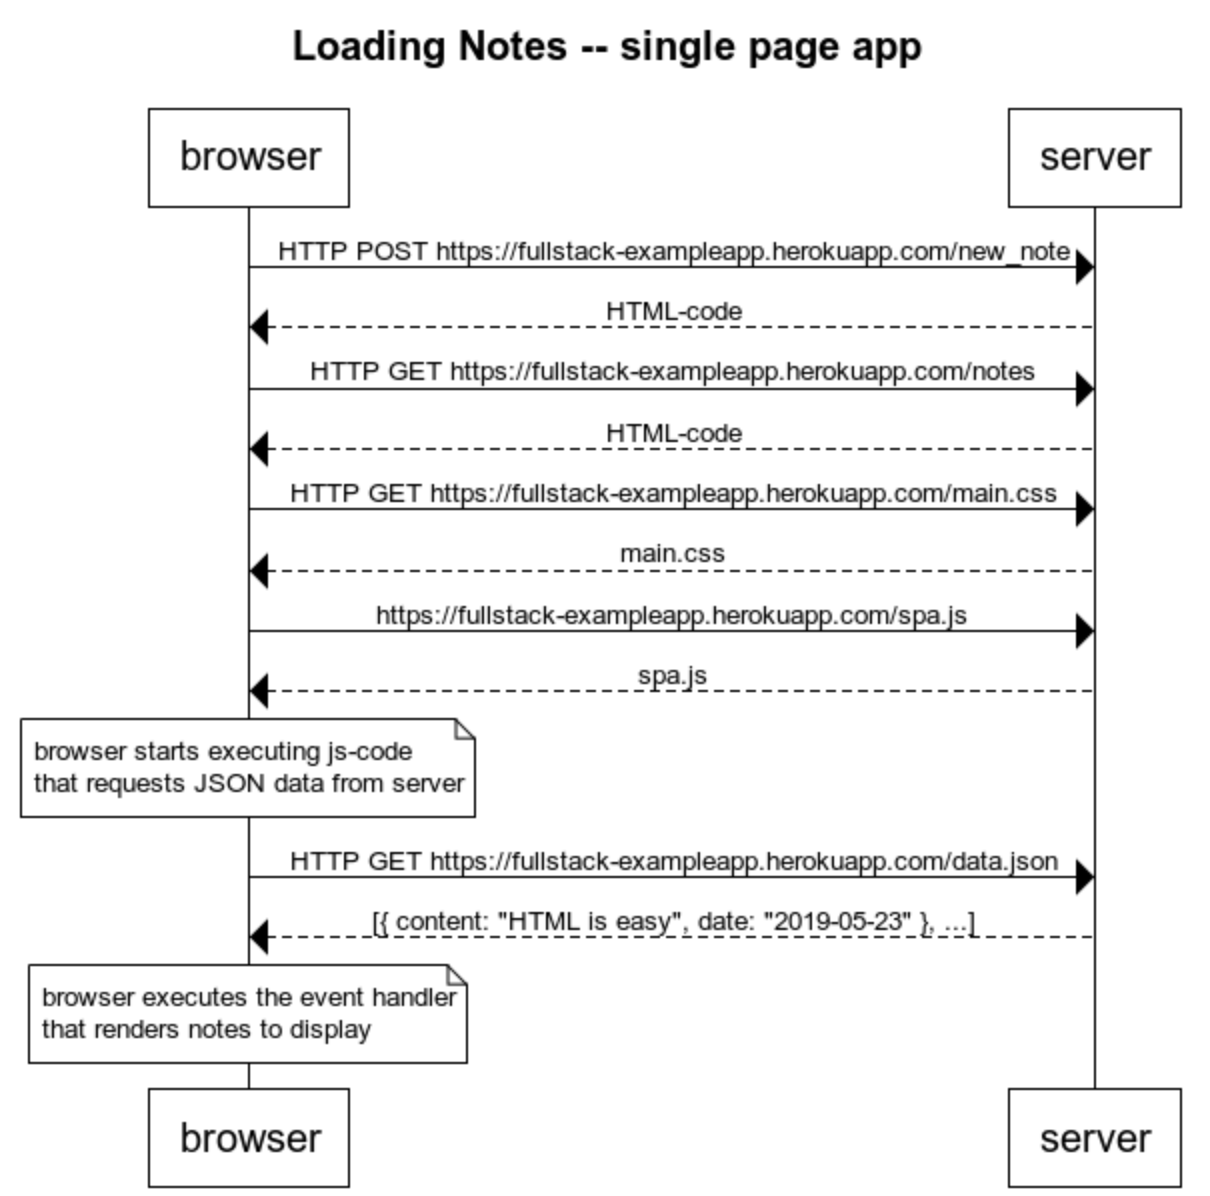 Loading Notes -- single page app
browser
server
HTTP POST https://fullstack-exampleapp.herokuapp.com/new_note
HTML-code
HTTP GET https://fullstack-exampleapp.herokuapp.com/notes
HTML-code
HTTP GET https://fullstack-exampleapp.herokuapp.com/main.css
main.css
https://fullstack-exampleapp.herokuapp.com/spa.js
spa.js
browser starts executing js-code
that requests JSON data from server
HTTP GET https://fullstack-exampleapp.herokuapp.com/data.json
[{ content: "HTML is easy", date: "2019-05-23" }, ...]
browser executes the event handler
that renders notes to display
browser
server